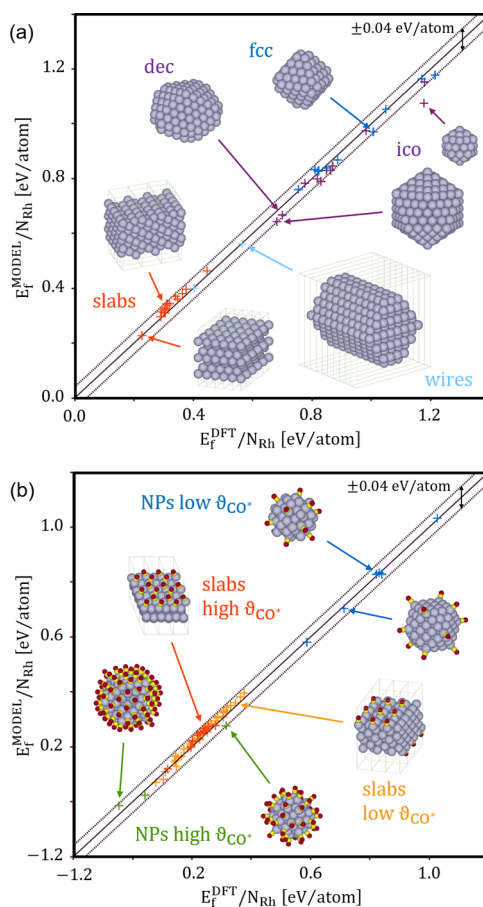 (a)
±0.04 eV/atom
fcc
dec
1.2
ico
0.8
slabs
0.4
wires
0.0
0.0 0.4 0.8 1.2
E_f^MODEL/N_Rh [eV/atom]
E_f^DFT/N_Rh [eV/atom]
(b)
±0.04 eV/atom
NPs low ϑ_CO*
1.0
slabs
high ϑ_CO*
0.6
0.2
slabs
low ϑ_CO*
NPs high ϑ_CO*
−1.2
−1.2 0.2 0.6 1.0
E_f^MODEL/N_Rh [eV/atom]
E_f^DFT/N_Rh [eV/atom]